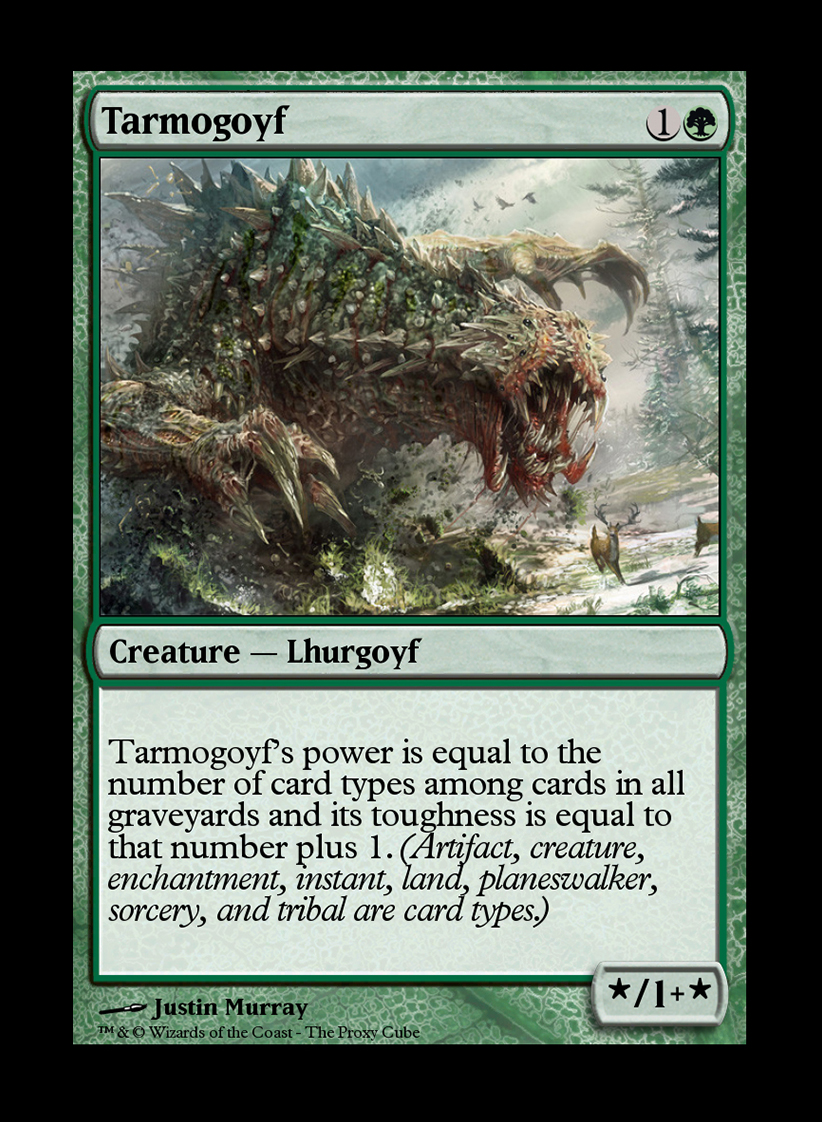 Tarmogoyf 1
Creature — Lhurgoyf
Tarmogoyf's power is equal to the
number of card types among cards in all
graveyards and its toughness is equal to
that number plus 1. (Artifact, creature,
enchantment, instant, land, planeswalker,
sorcery, and tribal are card types.)
★/1+★
Justin Murray
™ & © Wizards of the Coast - The Proxy Cube